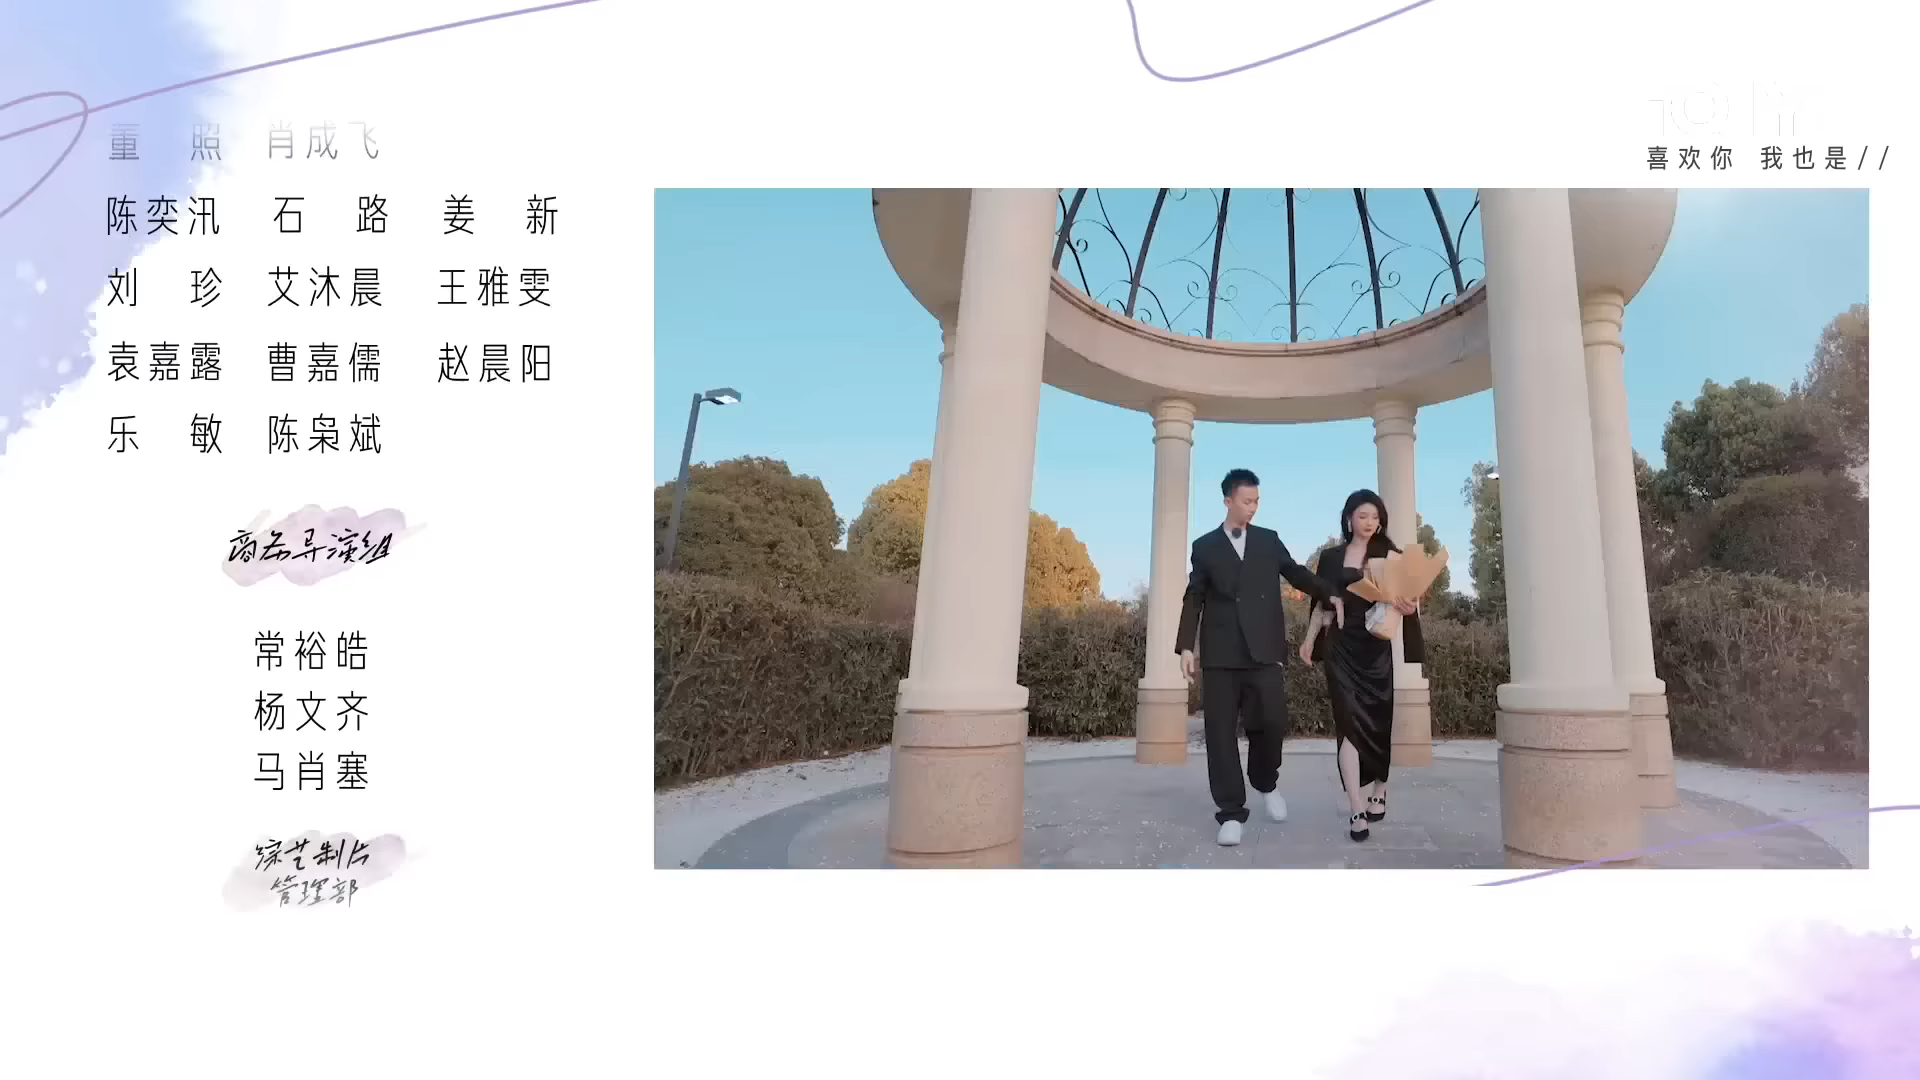 董 照 肖成飞
陈奕汛 石 路 姜 新
刘 珍 艾沐晨 王雅雯
袁嘉露 曹嘉儒 赵晨阳
乐 敏 陈枭斌
商务导演组
常裕皓
杨文齐
马肖塞
综艺制片
管理部
喜欢你 我也是//